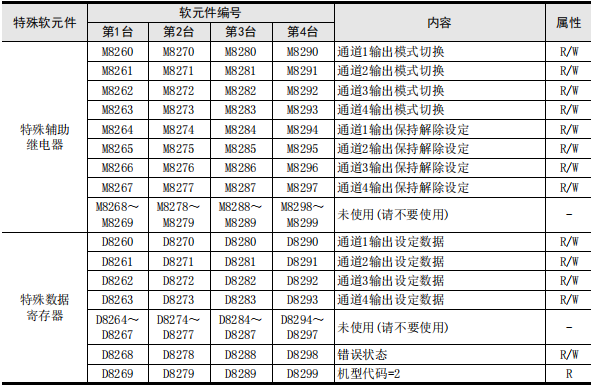 特殊软元件 软元件编号 内容 属性
第1台 第2台 第3台 第4台
特殊辅助继电器
M8260 M8270 M8280 M8290 通道1输出模式切换 R/W
M8261 M8271 M8281 M8291 通道2输出模式切换 R/W
M8262 M8272 M8282 M8292 通道3输出模式切换 R/W
M8263 M8273 M8283 M8293 通道4输出模式切换 R/W
M8264 M8274 M8284 M8294 通道1输出保持解除设定 R/W
M8265 M8275 M8285 M8295 通道2输出保持解除设定 R/W
M8266 M8276 M8286 M8296 通道3输出保持解除设定 R/W
M8267 M8277 M8287 M8297 通道4输出保持解除设定 R/W
M8268～M8269 M8278～M8279 M8288～M8289 M8298～M8299 未使用(请不要使用) -
特殊数据寄存器
D8260 D8270 D8280 D8290 通道1输出设定数据 R/W
D8261 D8271 D8281 D8291 通道2输出设定数据 R/W
D8262 D8272 D8282 D8292 通道3输出设定数据 R/W
D8263 D8273 D8283 D8293 通道4输出设定数据 R/W
D8264～D8267 D8274～D8277 D8284～D8287 D8294～D8297 未使用(请不要使用) -
D8268 D8278 D8288 D8298 错误状态 R/W
D8269 D8279 D8289 D8299 机型代码=2 R